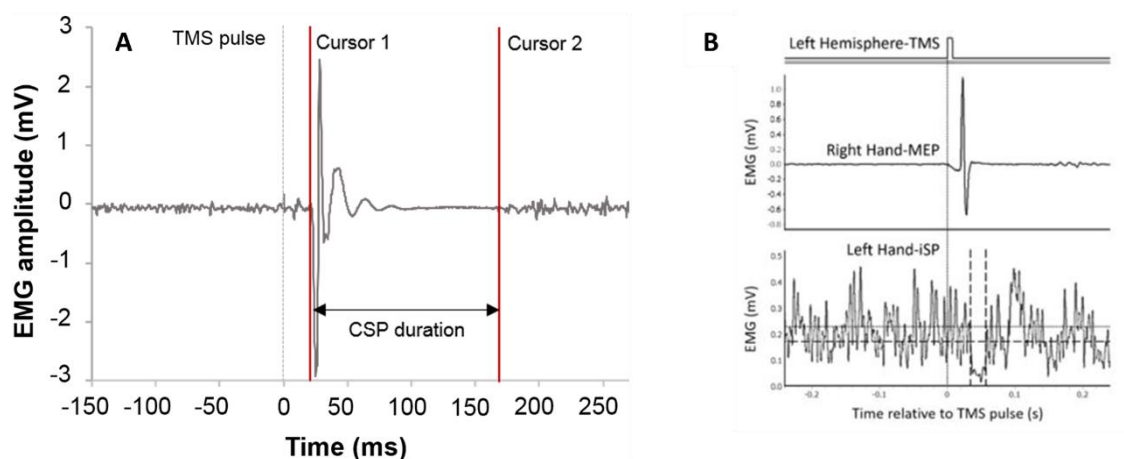 A
TMS pulse
Cursor 1
Cursor 2
CSP duration
EMG amplitude (mV)
3
2
1
0
-1
-2
-3
-150 -100 -50 0 50 100 150 200 250
Time (ms)
B
Left Hemisphere-TMS
EMG (mV)
1.0
0.8
0.6
0.4
0.2
0.0
-0.2
-0.4
-0.6
-0.8
Right Hand-MEP
Left Hand-iSP
EMG (mV)
0.5
0.4
0.3
0.2
0.1
0.0
-0.2 -0.1 0 0.1 0.2
Time relative to TMS pulse (s)